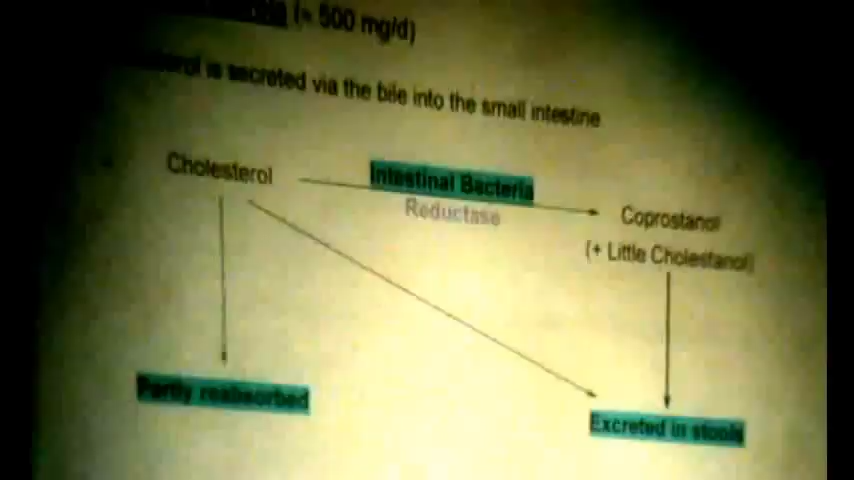 (≈ 500 mg/d)
is secreted via the bile into the small intestine
Cholesterol
Intestinal Bacteria
Reductase
Coprostanol
(+ Little Cholestanol)
Partly reabsorbed
Excreted in stools